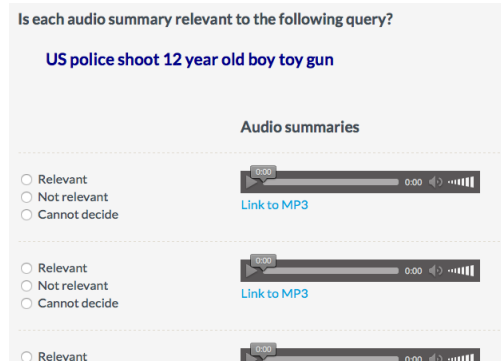 Is each audio summary relevant to the following query?
US police shoot 12 year old boy toy gun
Audio summaries
Relevant
Not relevant
Cannot decide
0:00
0:00
Link to MP3
Relevant
Not relevant
Cannot decide
0:00
0:00
Link to MP3
Relevant
0:00
0:00